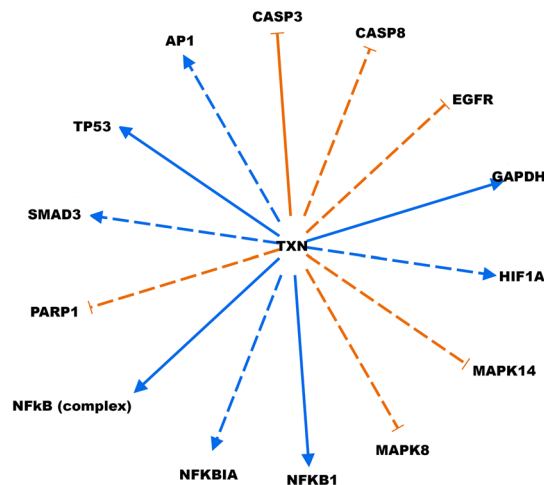 CASP3
CASP8
AP1
EGFR
TP53
GAPDH
SMAD3
TXN
HIF1A
PARP1
MAPK14
NFkB (complex)
MAPK8
NFKBIA
NFKB1